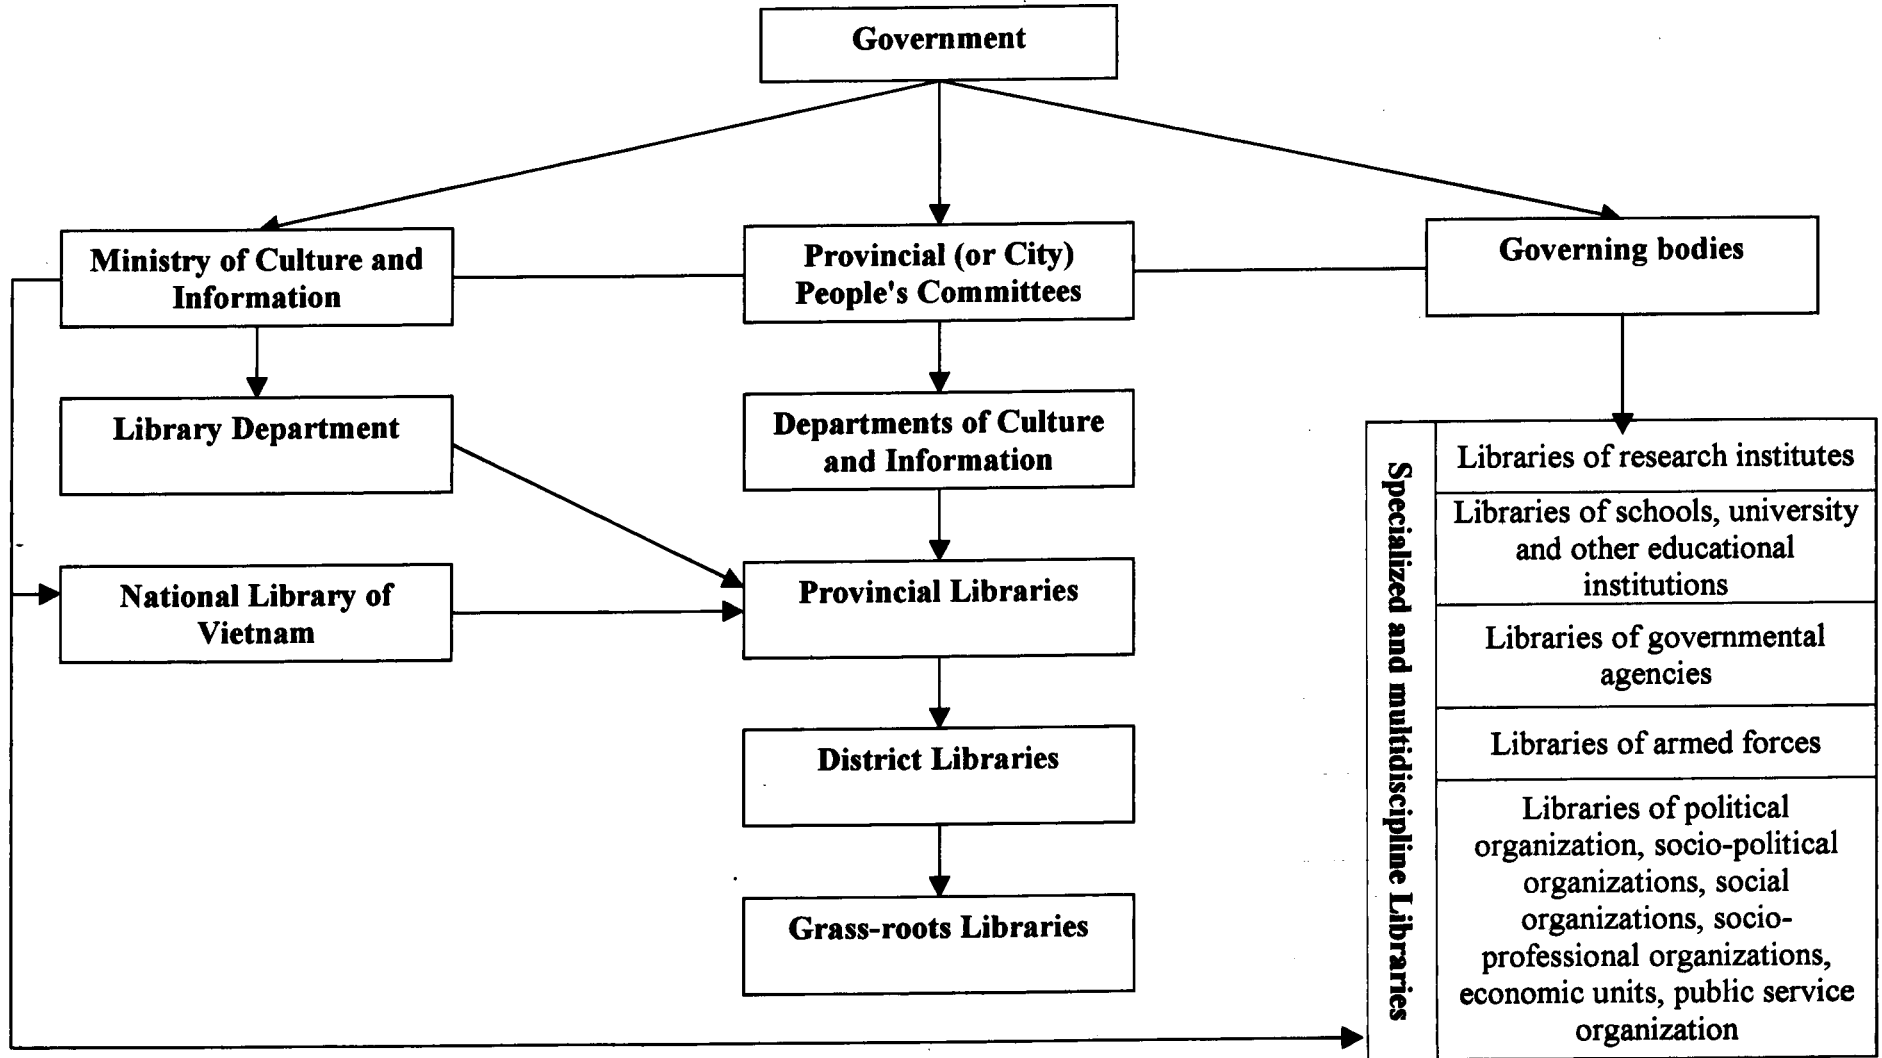 Government
Ministry of Culture and
Information
Provincial (or City)
People's Committees
Governing bodies
Library Department
Departments of Culture
and Information
National Library of
Vietnam
Provincial Libraries
District Libraries
Grass-roots Libraries
Specialized and multidiscipline Libraries
Libraries of research institutes
Libraries of schools, university
and other educational
institutions
Libraries of governmental
agencies
Libraries of armed forces
Libraries of political
organization, socio-political
organizations, social
organizations, socio-
professional organizations,
economic units, public service
organization